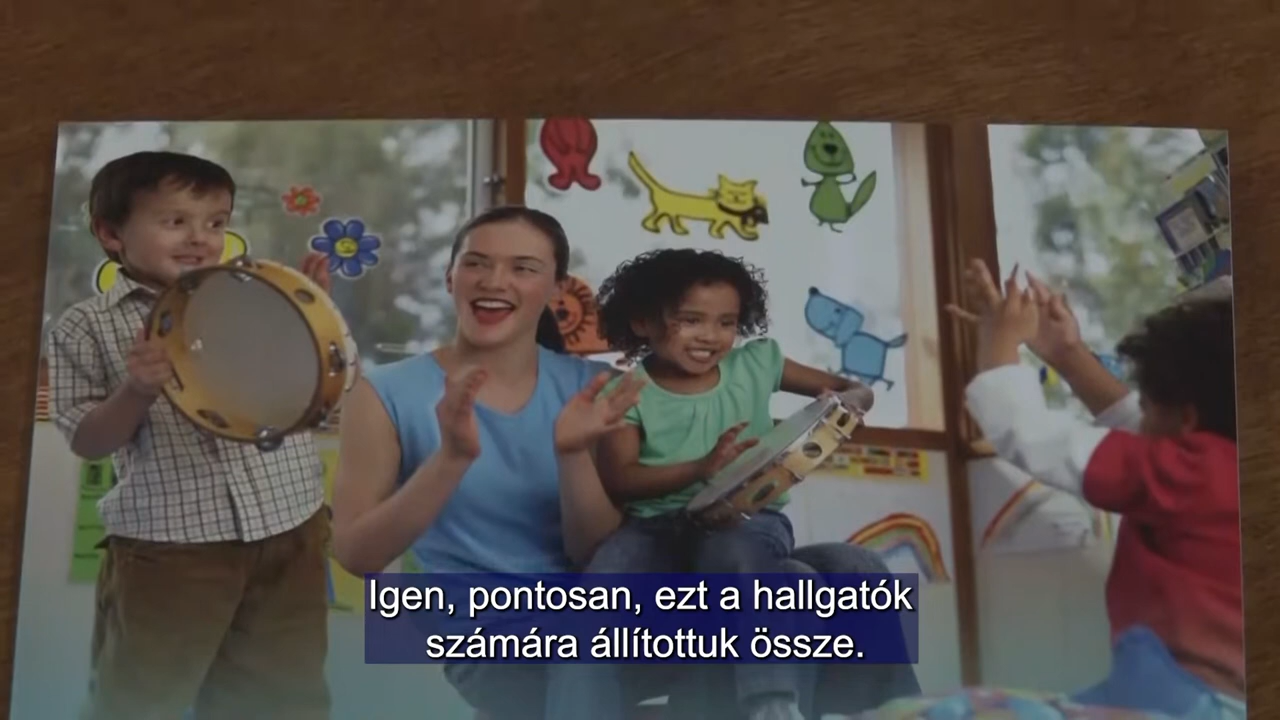 Igen, pontosan, ezt a hallgatók
számára állítottuk össze.